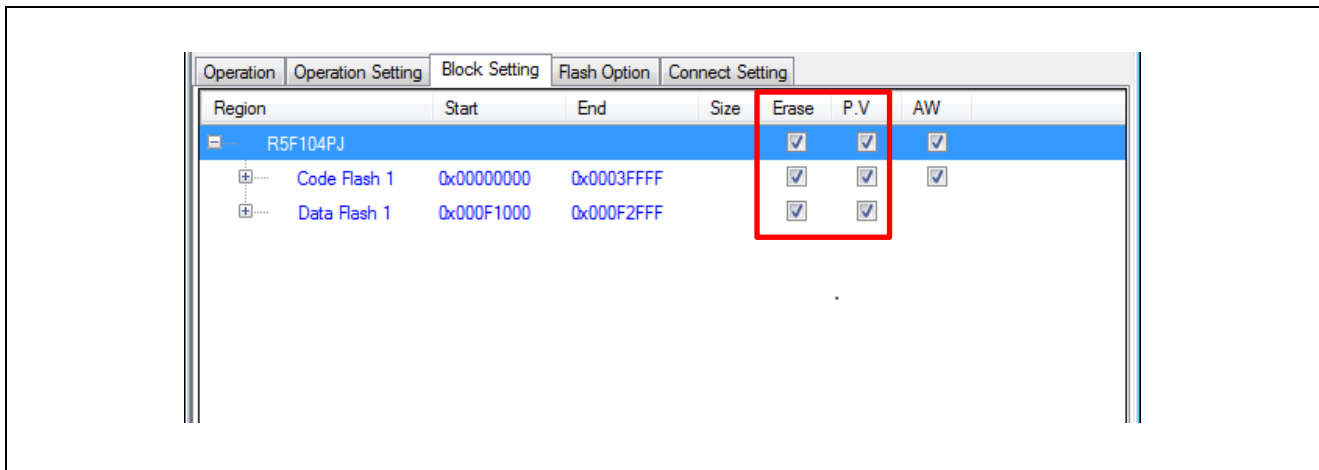 Operation Operation Setting Block Setting Flash Option Connect Setting
Region Start End Size Erase P.V AW
R5F104PJ
Code Flash 1 0x00000000 0x0003FFFF
Data Flash 1 0x000F1000 0x000F2FFF